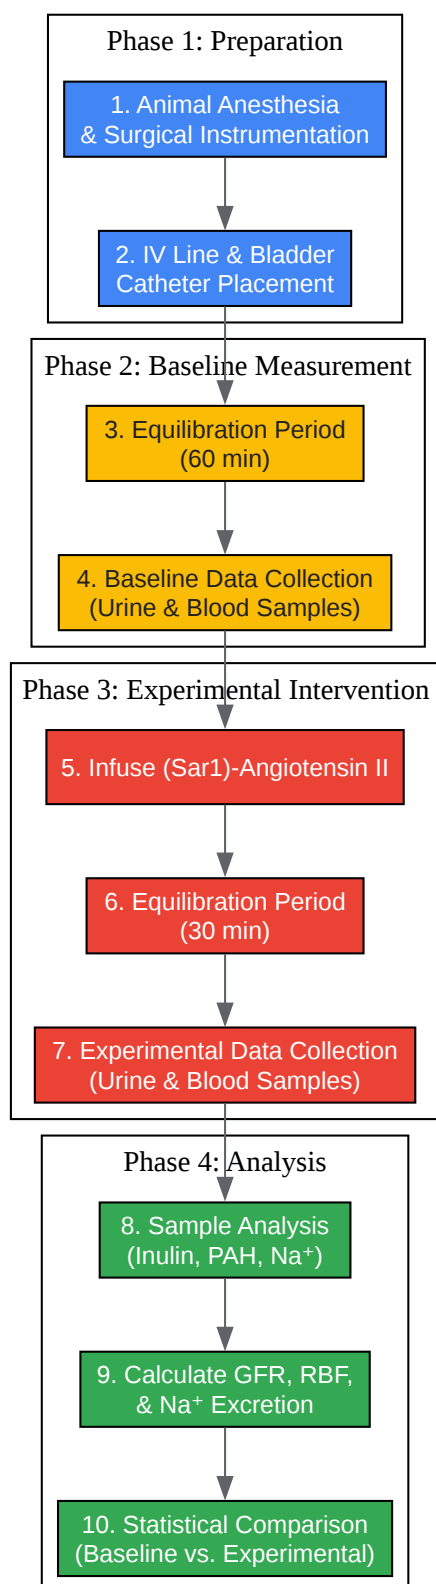 Phase 1: Preparation
1. Animal Anesthesia
& Surgical Instrumentation
2. IV Line & Bladder
Catheter Placement
Phase 2: Baseline Measurement
3. Equilibration Period
(60 min)
4. Baseline Data Collection
(Urine & Blood Samples)
Phase 3: Experimental Intervention
5. Infuse (Sar1)-Angiotensin II
6. Equilibration Period
(30 min)
7. Experimental Data Collection
(Urine & Blood Samples)
Phase 4: Analysis
8. Sample Analysis
(Inulin, PAH, Na⁺)
9. Calculate GFR, RBF,
& Na⁺ Excretion
10. Statistical Comparison
(Baseline vs. Experimental)